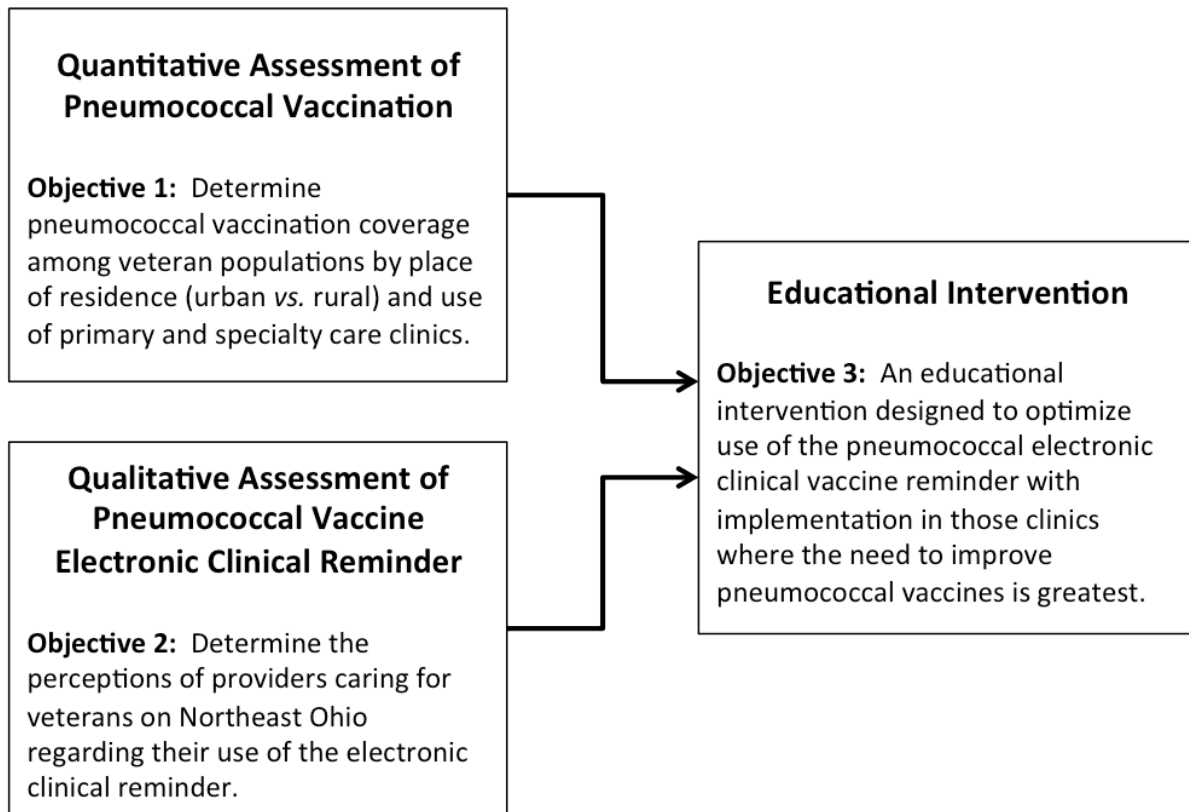 Quantitative Assessment of
Pneumococcal Vaccination
Objective 1:  Determine
pneumococcal vaccination coverage
among veteran populations by place
of residence (urban vs. rural) and use
of primary and specialty care clinics.
Qualitative Assessment of
Pneumococcal Vaccine
Electronic Clinical Reminder
Objective 2:  Determine the
perceptions of providers caring for
veterans on Northeast Ohio
regarding their use of the electronic
clinical reminder.
Educational Intervention
Objective 3:  An educational
intervention designed to optimize
use of the pneumococcal electronic
clinical vaccine reminder with
implementation in those clinics
where the need to improve
pneumococcal vaccines is greatest.